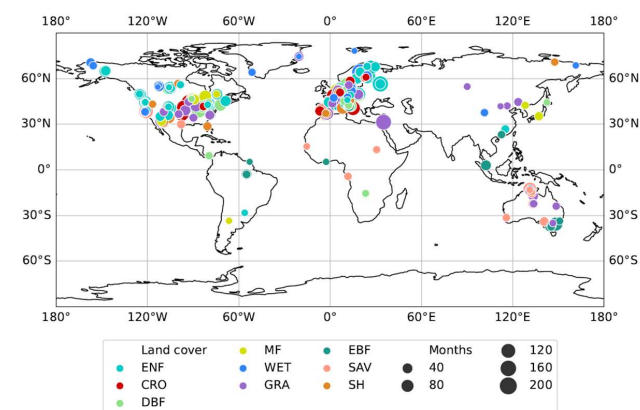 180° 120°W 60°W 0° 60°E 120°E 180°
60°N 60°N
30°N 30°N
0° 0°
30°S 30°S
60°S 60°S
180° 120°W 60°W 0° 60°E 120°E 180°
Land cover MF EBF Months 120
ENF WET SAV 40 160
CRO GRA SH 80 200
DBF